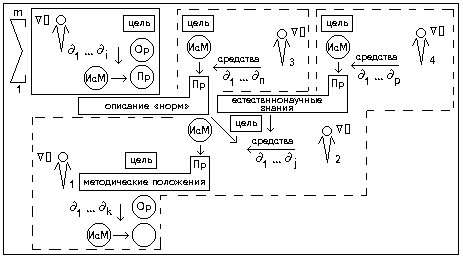 m
1
∇▯
цель
∂1 ... ∂i
Ор
ИсМ
Пр
цель
∇▯
3
ИсМ
средства
∂1 ... ∂n
Пр
цель
∇▯
4
ИсМ
средства
∂1 ... ∂p
Пр
описание «норм»
естественнонаучные
знания
ИсМ
цель
∇▯
2
средства
∂1 ... ∂j
Пр
∇▯
1
цель
методические положения
∂1 ... ∂k
Ор
ИсМ